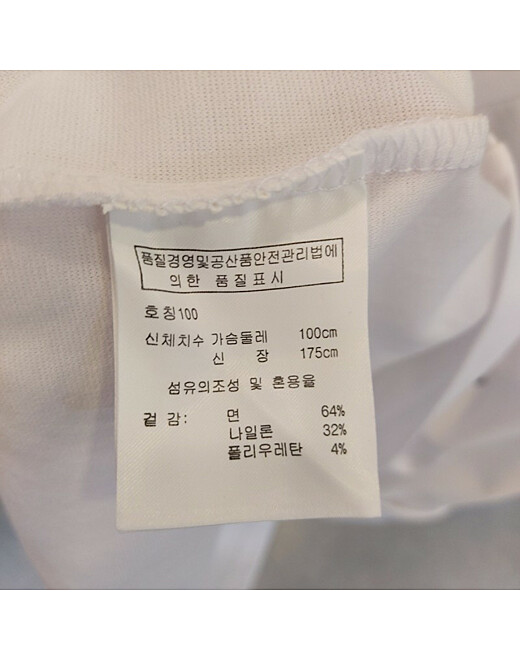 품질경영및공산품안전관리법에
의한 품질표시
호칭100
신체치수 가슴둘레 100cm
신 장 175cm
섬유의조성 및 혼용율
겉 감: 면 64%
나일론 32%
폴리우레탄 4%